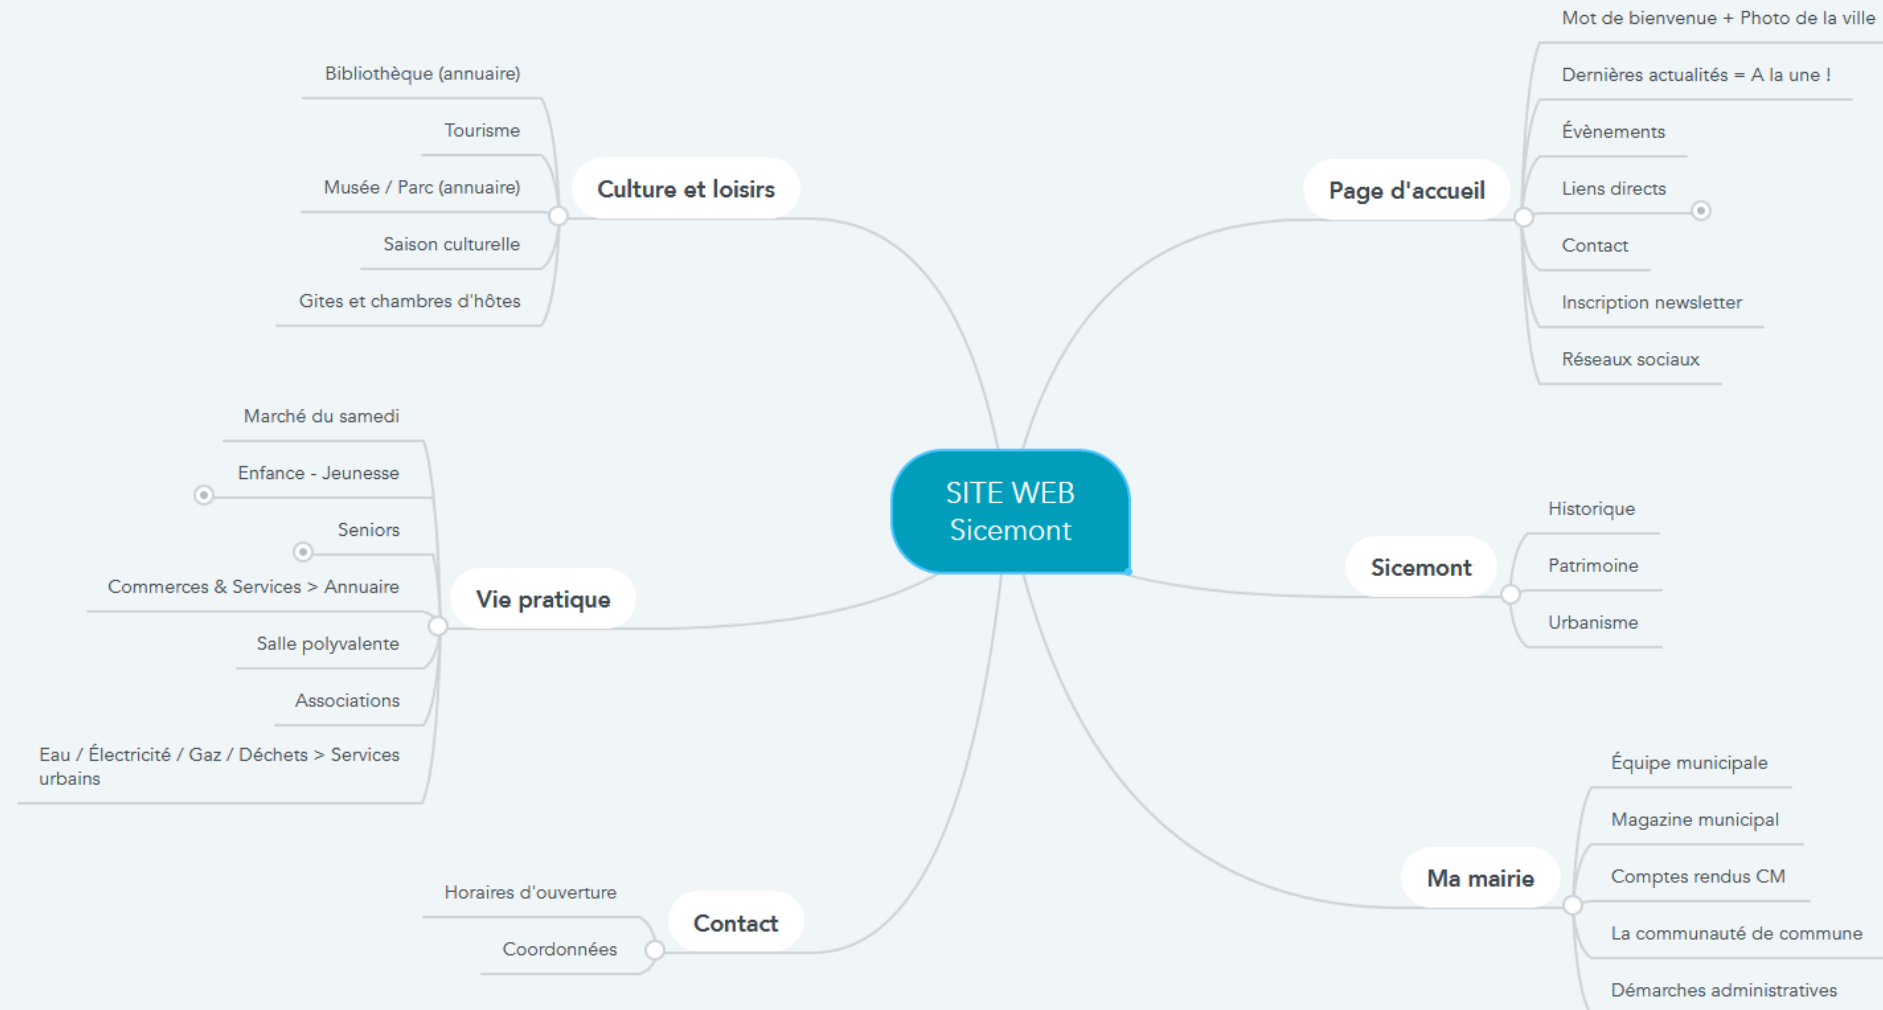 SITE WEB
Sicemont
Page d'accueil
Mot de bienvenue + Photo de la ville
Dernières actualités = A la une !
Évènements
Liens directs
Contact
Inscription newsletter
Réseaux sociaux
Sicemont
Historique
Patrimoine
Urbanisme
Ma mairie
Équipe municipale
Magazine municipal
Comptes rendus CM
La communauté de commune
Démarches administratives
Culture et loisirs
Bibliothèque (annuaire)
Tourisme
Musée / Parc (annuaire)
Saison culturelle
Gites et chambres d'hôtes
Vie pratique
Marché du samedi
Enfance - Jeunesse
Seniors
Commerces & Services > Annuaire
Salle polyvalente
Associations
Eau / Électricité / Gaz / Déchets > Services
urbains
Contact
Horaires d'ouverture
Coordonnées